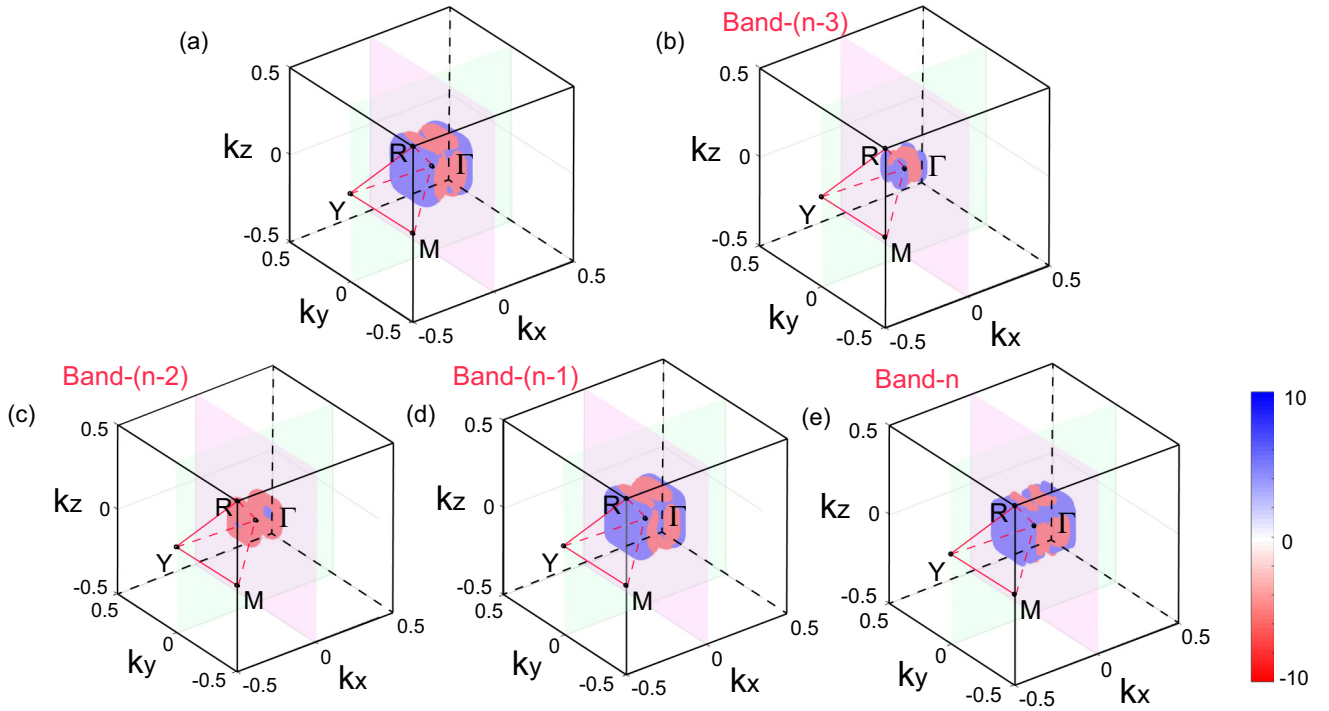 (a)
0.5
kz
0
-0.5
0.5
ky
0
-0.5
-0.5
0
kx
0.5
R
Γ
Y
M
(b)
Band-(n-3)
0.5
kz
0
-0.5
0.5
ky
0
-0.5
-0.5
0
kx
0.5
R
Γ
Y
M
Band-(n-2)
(c)
0.5
kz
0
-0.5
0.5
ky
0
-0.5
-0.5
0
kx
0.5
R
Γ
Y
M
Band-(n-1)
(d)
0.5
kz
0
-0.5
0.5
ky
0
-0.5
-0.5
0
kx
0.5
R
Γ
Y
M
Band-n
(e)
0.5
kz
0
-0.5
0.5
ky
0
-0.5
-0.5
0
kx
0.5
R
Γ
Y
M
10
0
-10